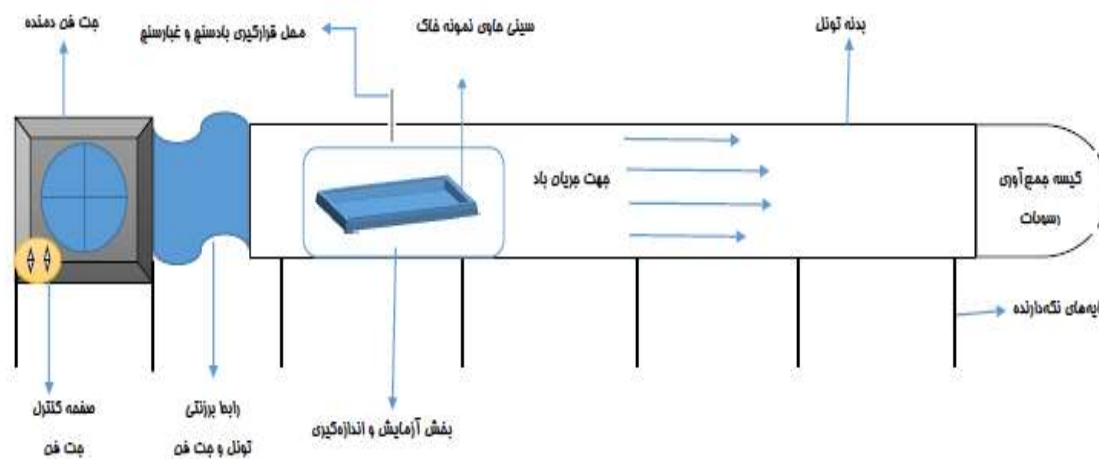 جت فن دمنده
محل قرارگیری بادسنج و غبارسنج
سینی حاوی نمونه خاک
بدنه تونل
جهت جریان باد
کیسه جمع‌آوری
رسوبات
ایه‌های نگه‌دارنده
صفحه کنترل
جت فن
رابط برزنتی
تونل و جت فن
بخش آزمایش و اندازه‌گیری